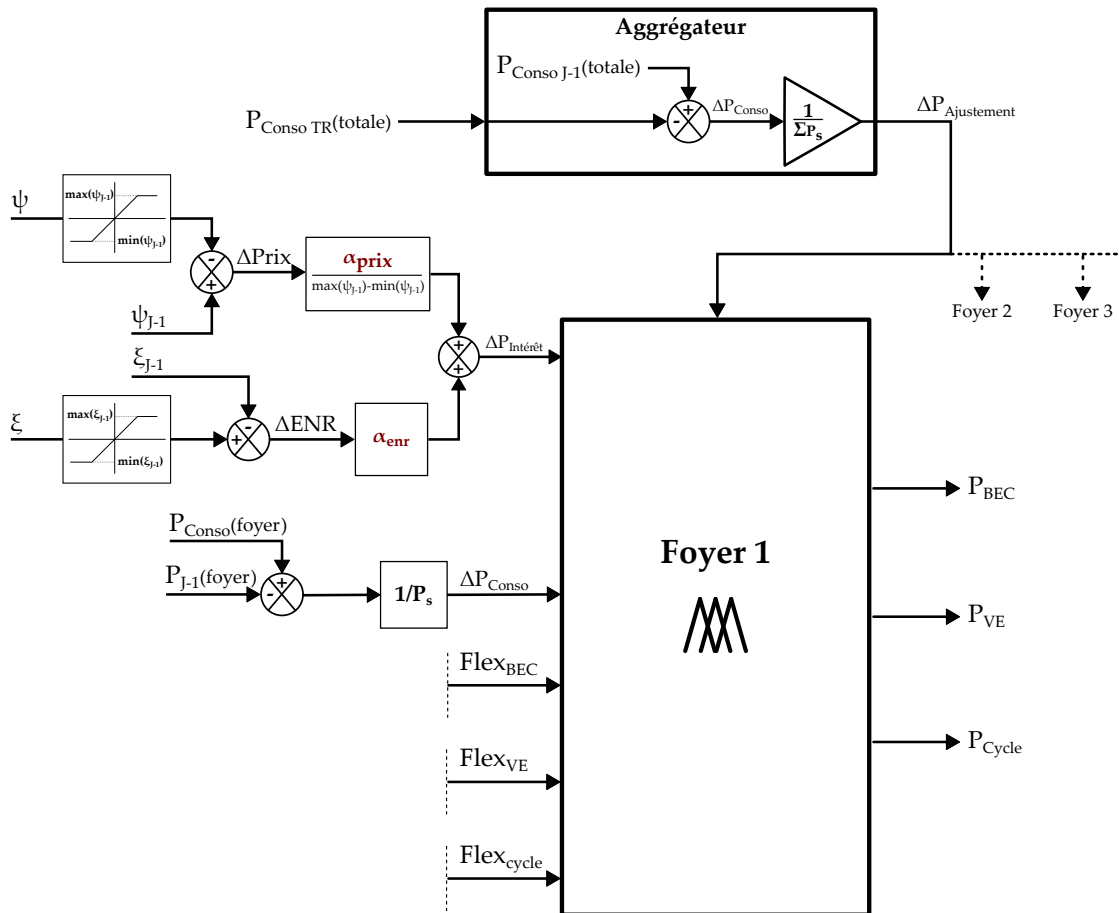 Aggrégateur
P_Conso J-1(totale)
P_Conso TR(totale)
+
-
ΔP_Conso
1
ΣP_s
ΔP_Ajustement
ψ
max(ψ_J-1)
min(ψ_J-1)
-
+
ΔPrix
α_prix
max(ψ_J-1)-min(ψ_J-1)
ψ_J-1
Foyer 2
Foyer 3
ξ_J-1
+
+
ΔP_Intérêt
ξ
max(ξ_J-1)
min(ξ_J-1)
-
+
ΔENR
α_enr
P_Conso(foyer)
P_J-1(foyer)
+
-
1/P_s
ΔP_Conso
Foyer 1
P_BEC
P_VE
P_Cycle
Flex_BEC
Flex_VE
Flex_cycle